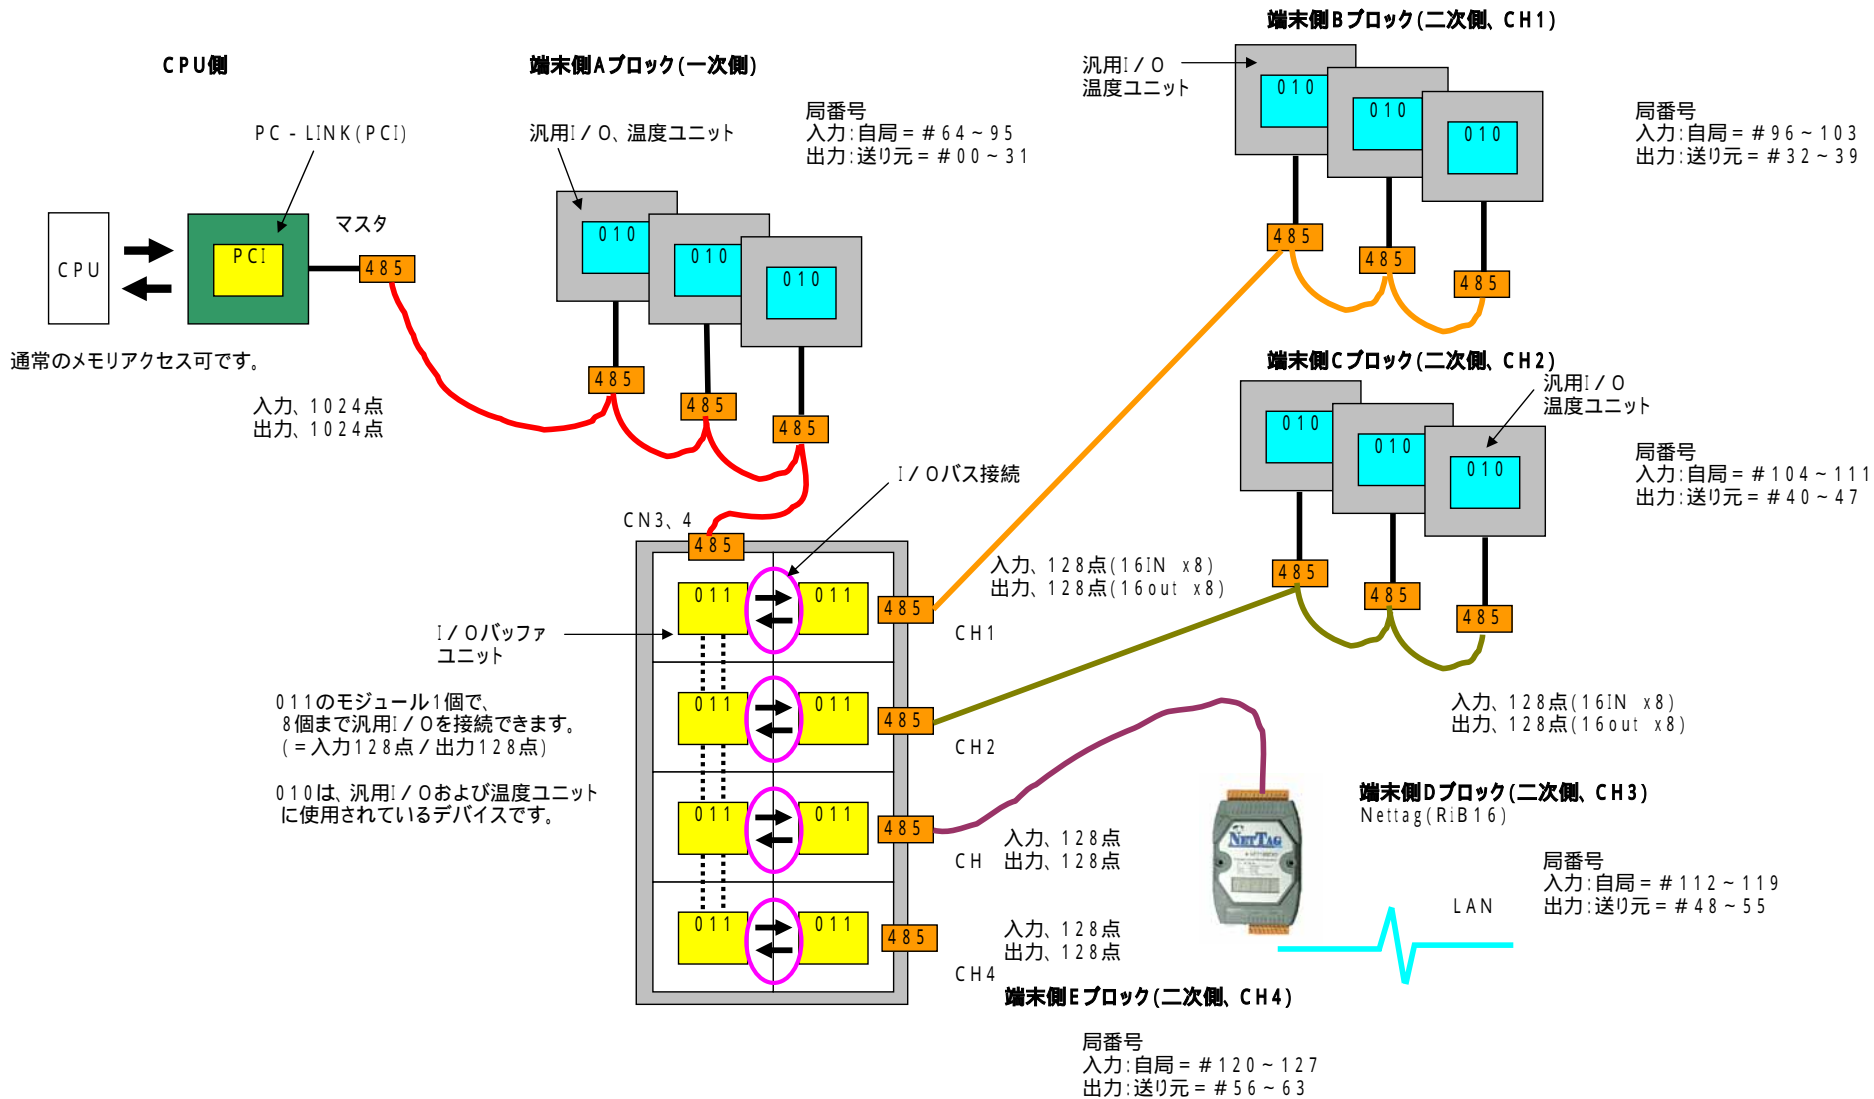 CPU側
端末側Aブロック(一次側)
端末側Bブロック(二次側、CH1)
PC-LINK(PCI)
汎用I/O、温度ユニット
局番号
入力:自局=#64~95
出力:送り元=#00~31
汎用I/O
温度ユニット
010
010
010
局番号
入力:自局=#96~103
出力:送り元=#32~39
CPU
PCI
マスタ
485
010
010
010
485
485
485
通常のメモリアクセス可です。
入力、1024点
出力、1024点
485
485
485
端末側Cブロック(二次側、CH2)
汎用I/O
温度ユニット
010
010
010
局番号
入力:自局=#104~111
出力:送り元=#40~47
485
485
485
I/Oバス接続
CN3、4
485
入力、128点(16IN x8)
出力、128点(16out x8)
011
011
485
CH1
I/Oバッファ
ユニット
011のモジュール1個で、
8個まで汎用I/Oを接続できます。
(=入力128点/出力128点)
010は、汎用I/Oおよび温度ユニット
に使用されているデバイスです。
011
011
485
CH2
入力、128点(16IN x8)
出力、128点(16out x8)
011
011
485
CH
入力、128点
出力、128点
NETTAG
端末側Dブロック(二次側、CH3)
Nettag(RiB16)
局番号
入力:自局=#112~119
出力:送り元=#48~55
LAN
011
011
485
CH4
入力、128点
出力、128点
端末側Eブロック(二次側、CH4)
局番号
入力:自局=#120~127
出力:送り元=#56~63